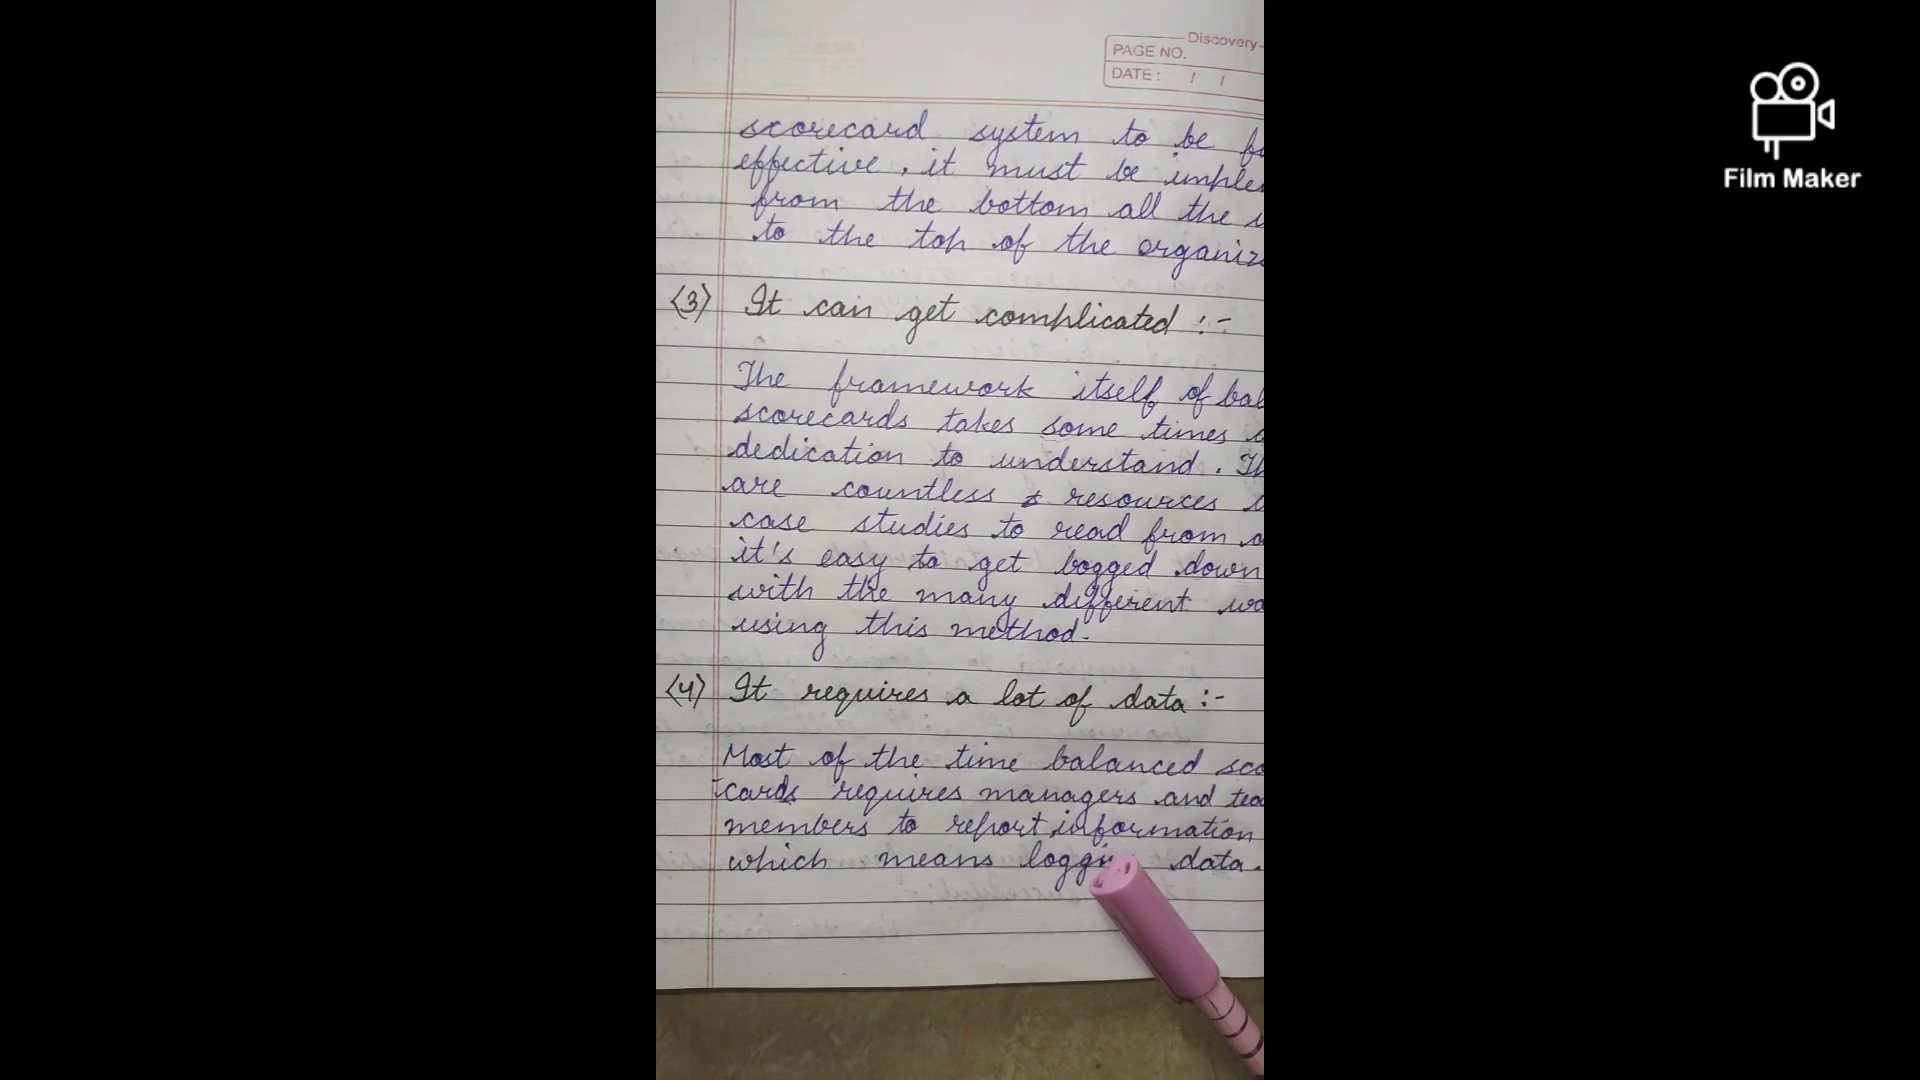 Discovery
PAGE NO.
DATE : / /
scorecard system to be
effective, it must be
from the bottom all the
to the top of the
(3) It can get complicated :-
The framework itself of
scorecards takes some times
dedication to understand.
are countless resources
case studies to read from
it's easy to get bogged down
with the many different
using this method.
(4) It requires a lot of data :-
Most of the time balanced
cards requires managers and
members to report information
which means data.
Film Maker